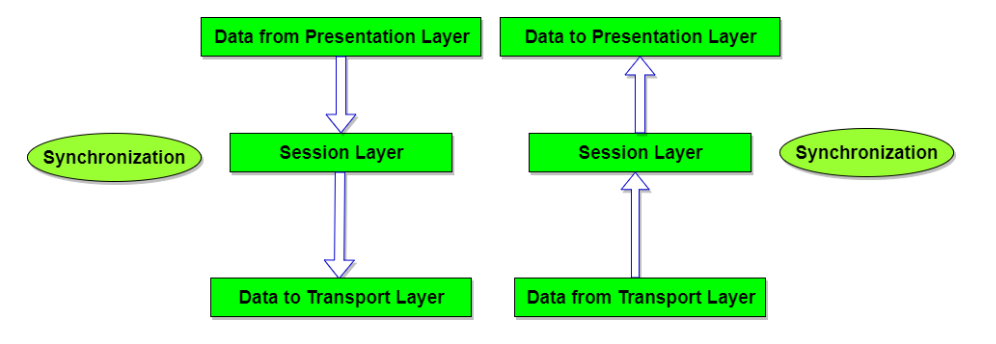 Data from Presentation Layer
Data to Presentation Layer
Synchronization
Session Layer
Session Layer
Synchronization
Data to Transport Layer
Data from Transport Layer